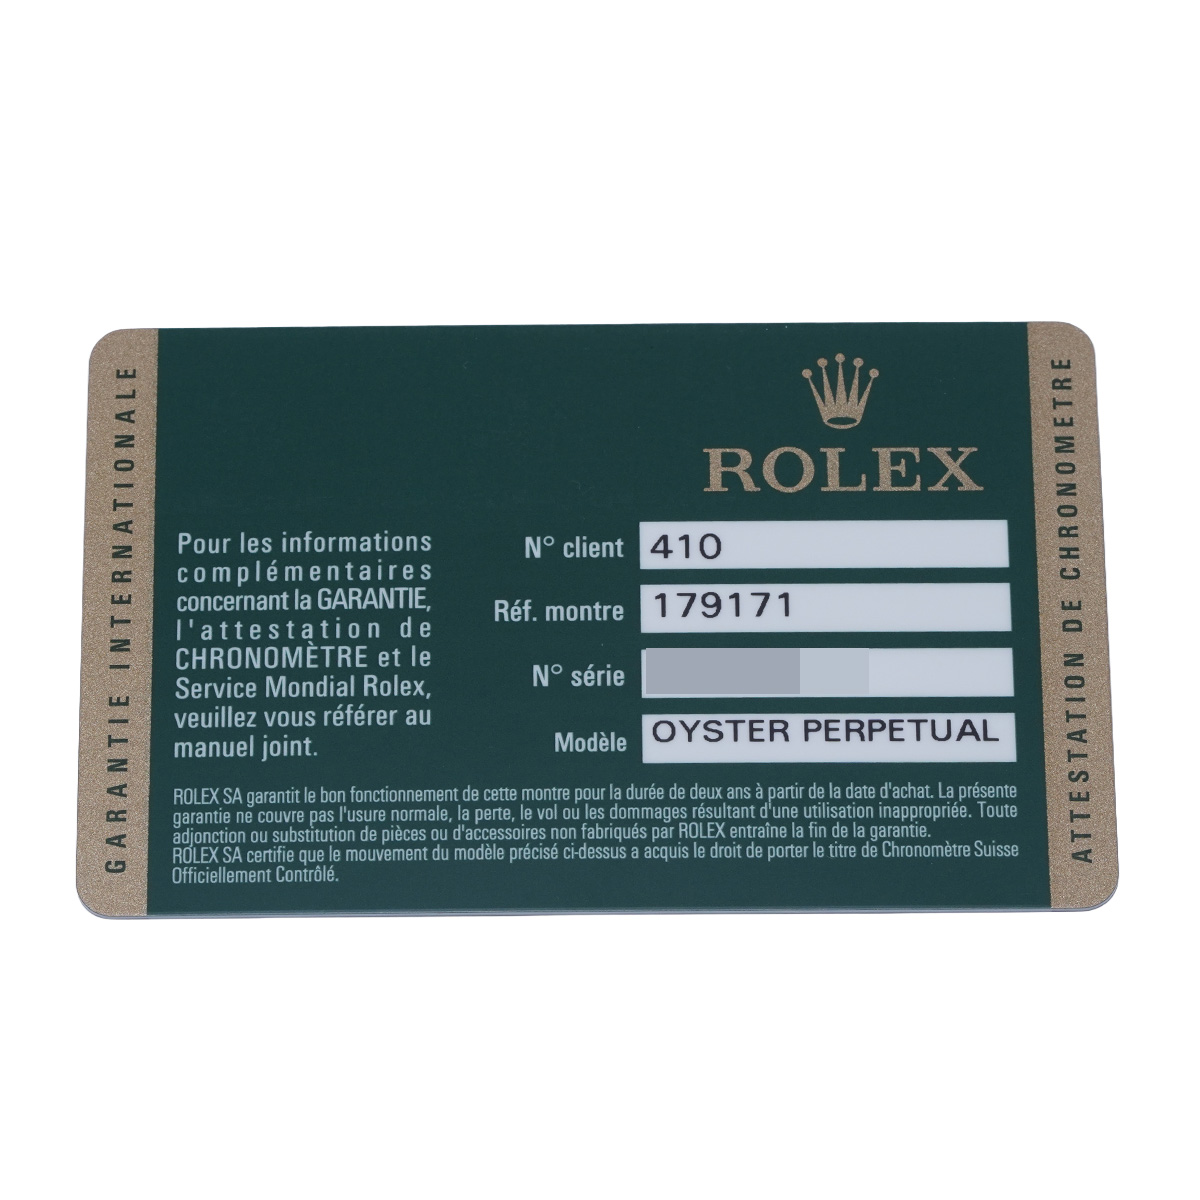 GARANTIE INTERNATIONALE
ROLEX
Pour les informations
complémentaires
concernant la GARANTIE,
l'attestation de
CHRONOMÈTRE et le
Service Mondial Rolex,
veuillez vous référer au
manuel joint.
N° client 410
Réf. montre 179171
N° série
Modèle OYSTER PERPETUAL
ROLEX SA garantit le bon fonctionnement de cette montre pour la durée de deux ans à partir de la date d'achat. La présente
garantie ne couvre pas l'usure normale, la perte, le vol ou les dommages résultant d'une utilisation inappropriée. Toute
adjonction ou substitution de pièces ou d'accessoires non fabriqués par ROLEX entraîne la fin de la garantie.
ROLEX SA certifie que le mouvement du modèle précisé ci-dessus a acquis le droit de porter le titre de Chronomètre Suisse
Officiellement Contrôlé.
ATTESTATION DE CHRONOMETRE